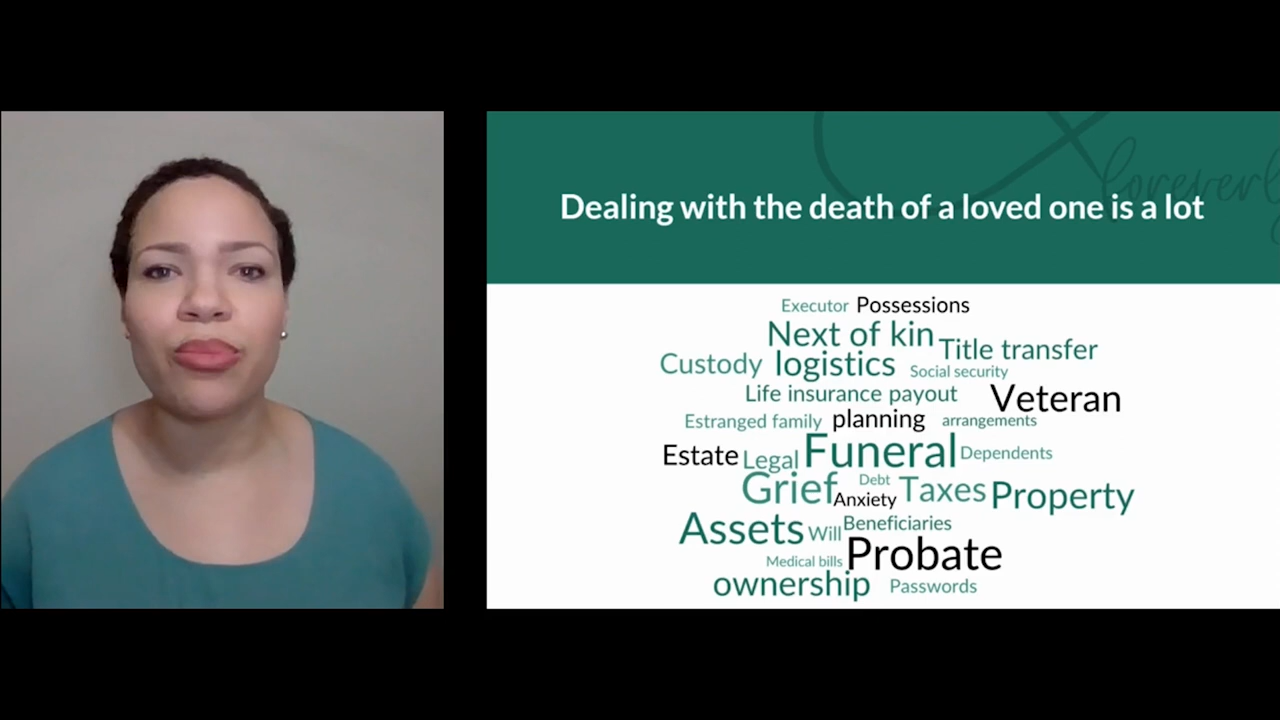 foreverly
Dealing with the death of a loved one is a lot
Executor Possessions
Next of kin Title transfer
Custody logistics Social security
Life insurance payout Veteran
Estranged family planning arrangements
Estate Legal Funeral Dependents
Grief Debt Anxiety Taxes Property
Assets Will Beneficiaries
Medical bills Probate
ownership Passwords